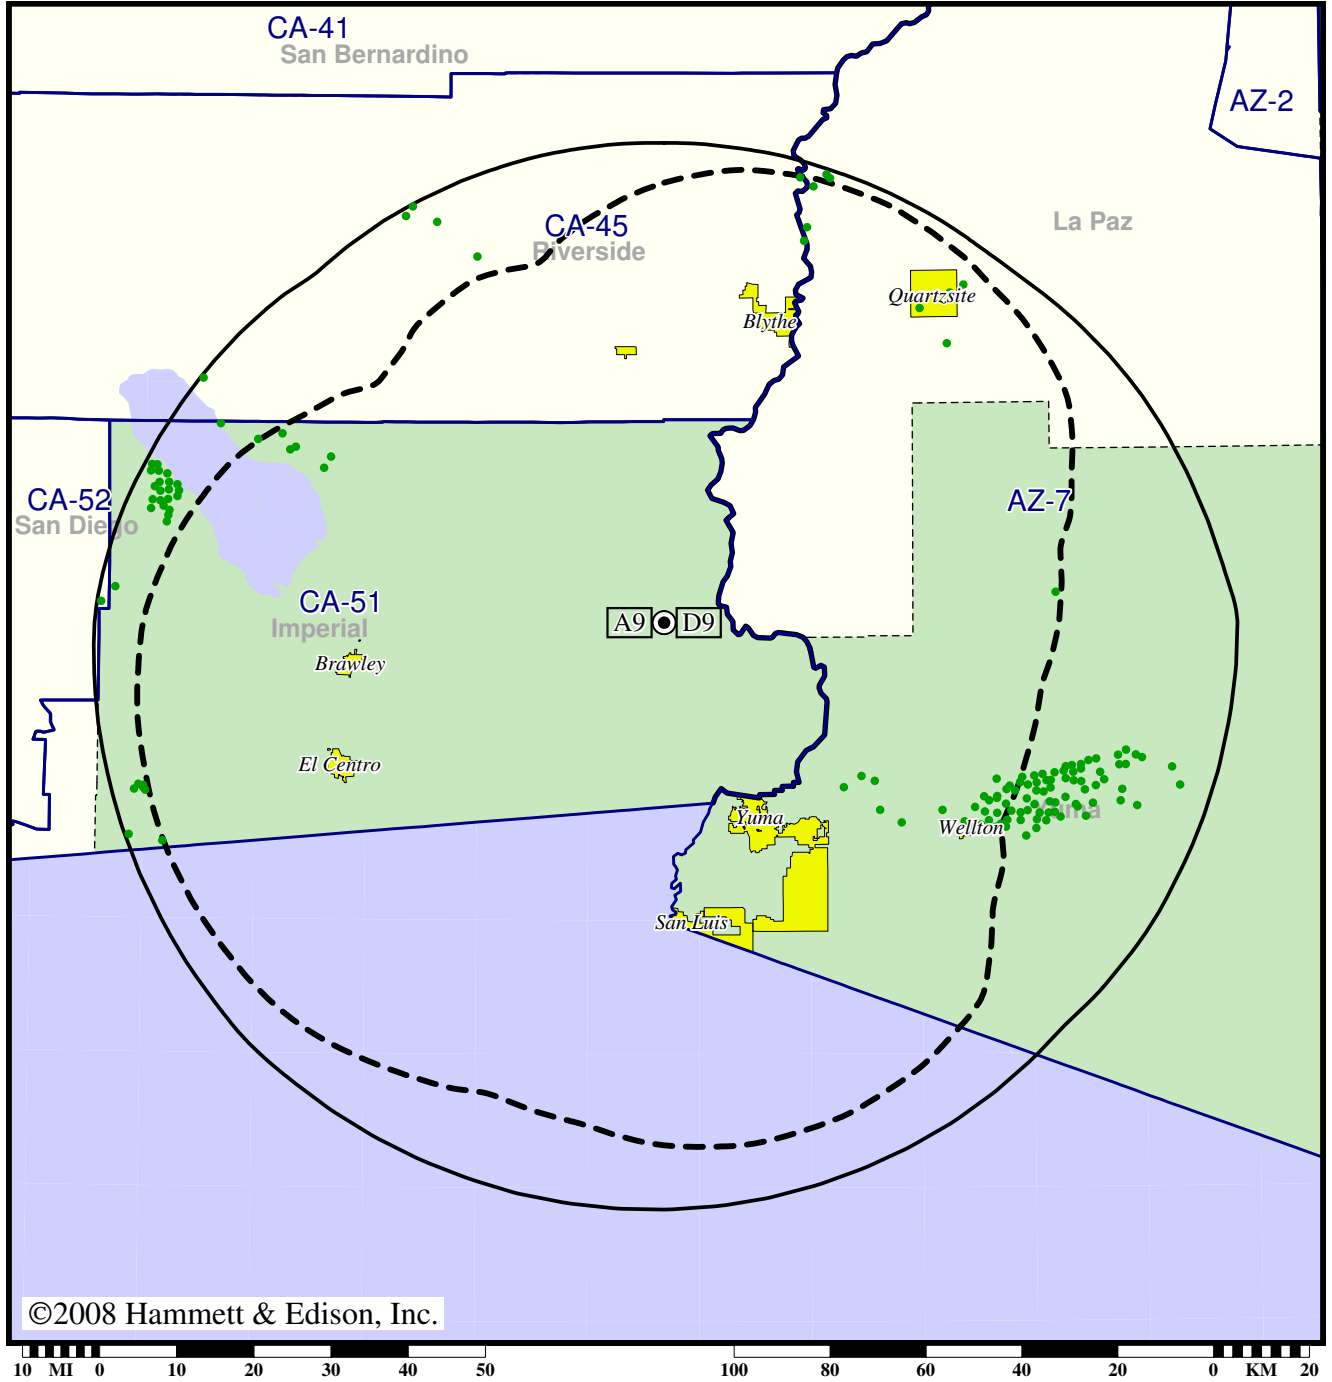 CA-41
San Bernardino
AZ-2
La Paz
CA-45
Riverside
Quartzsite
Blythe
CA-52
San Diego
AZ-7
CA-51
Imperial
A9 D9
Brawley
El Centro
Yuma
Yuma
Wellton
San Luis
©2008 Hammett & Edison, Inc.
10 MI 0 10 20 30 40 50 100 80 60 40 20 0 KM 20